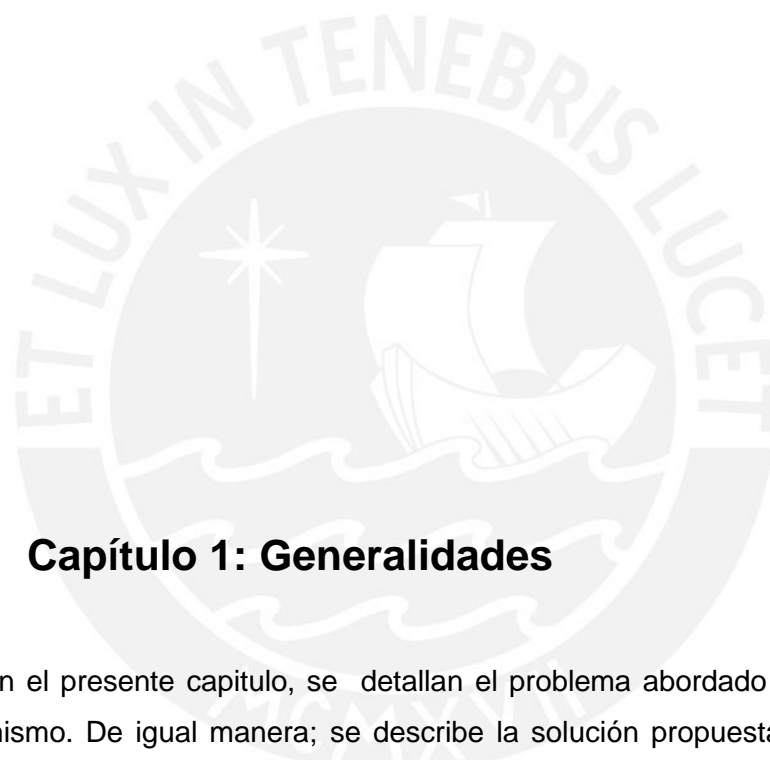 ET LUX IN TENEBRIS LUCET
Capítulo 1: Generalidades
n el presente capitulo, se detallan el problema abordado
nismo. De igual manera; se describe la solución propuesta
MCMXVII